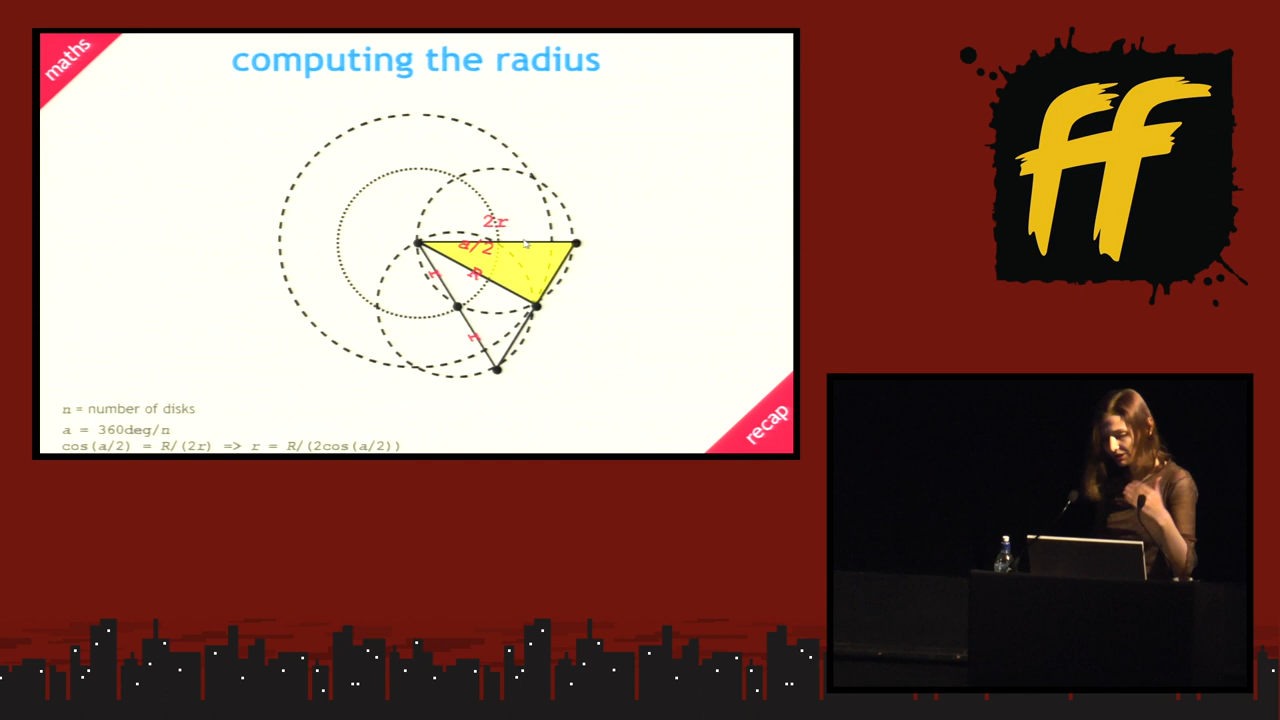 maths
computing the radius
2r
a/2
r
R
r
n = number of disks
a = 360deg/n
cos(a/2) = R/(2r) => r = R/(2cos(a/2))
recap
ff